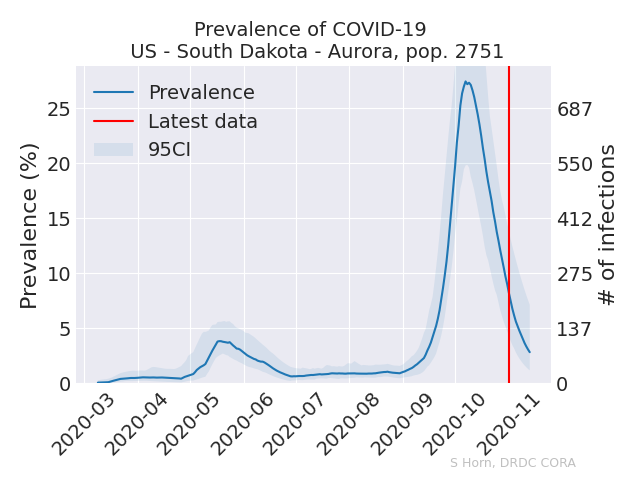 Prevalence of COVID-19
US - South Dakota - Aurora, pop. 2751
Prevalence
Latest data
95CI
Prevalence (%)
25
20
15
10
5
0
687
550
412
275
137
0
# of infections
2020-03
2020-04
2020-05
2020-06
2020-07
2020-08
2020-09
2020-10
2020-11
S Horn, DRDC CORA